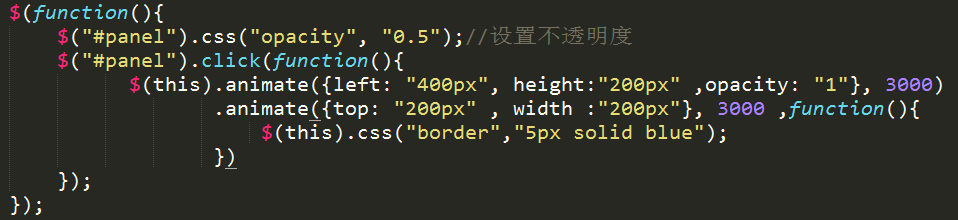 $(function(){
    $("#panel").css("opacity", "0.5");//设置不透明度
    $("#panel").click(function(){
          $(this).animate({left: "400px", height:"200px" ,opacity: "1"}, 3000)
                 .animate({top: "200px" , width :"200px"}, 3000 ,function(){
                     $(this).css("border","5px solid blue");
                 })
    });
});